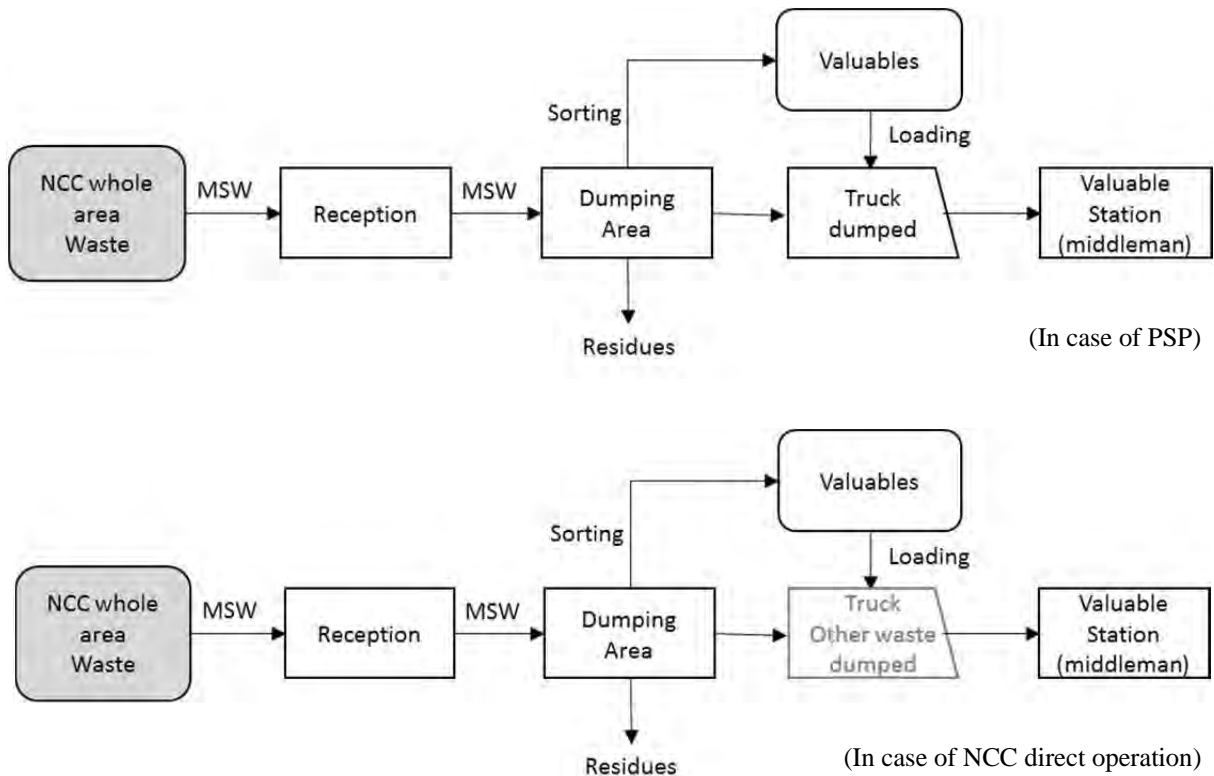 Valuables
Sorting
Loading
NCC whole
area
Waste
MSW
Reception
MSW
Dumping
Area
Truck
dumped
Valuable
Station
(middleman)
Residues
(In case of PSP)
Valuables
Sorting
Loading
NCC whole
area
Waste
MSW
Reception
MSW
Dumping
Area
Truck
Other waste
dumped
Valuable
Station
(middleman)
Residues
(In case of NCC direct operation)